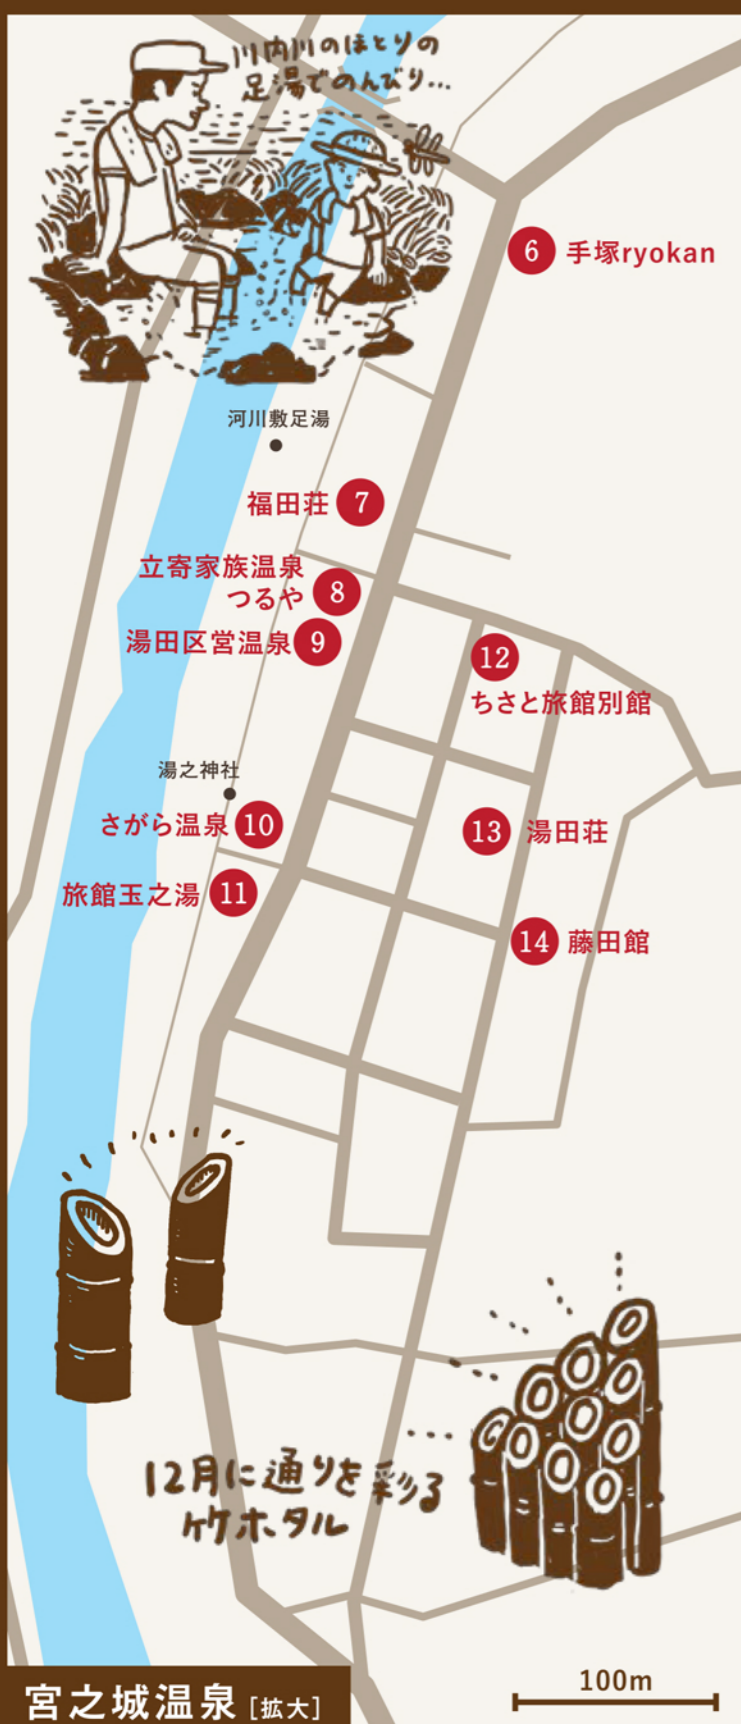 川内川のほとりの
足湯でのんびり…
6 手塚ryokan
河川敷足湯
福田荘 7
立寄家族温泉
つるや 8
湯田区営温泉 9
12
ちさと旅館別館
湯之神社
さがら温泉 10
13 湯田荘
旅館玉之湯 11
14 藤田館
12月に通りを彩る
竹ホタル
100m
宮之城温泉 [拡大]